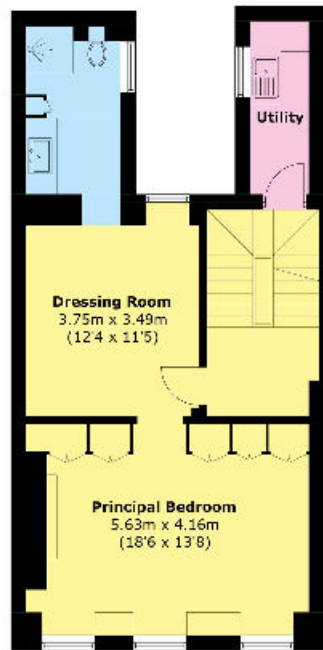 Utility
Dressing Room
3.75m x 3.49m
(12'4 x 11'5)
Principal Bedroom
5.63m x 4.16m
(18'6 x 13'8)